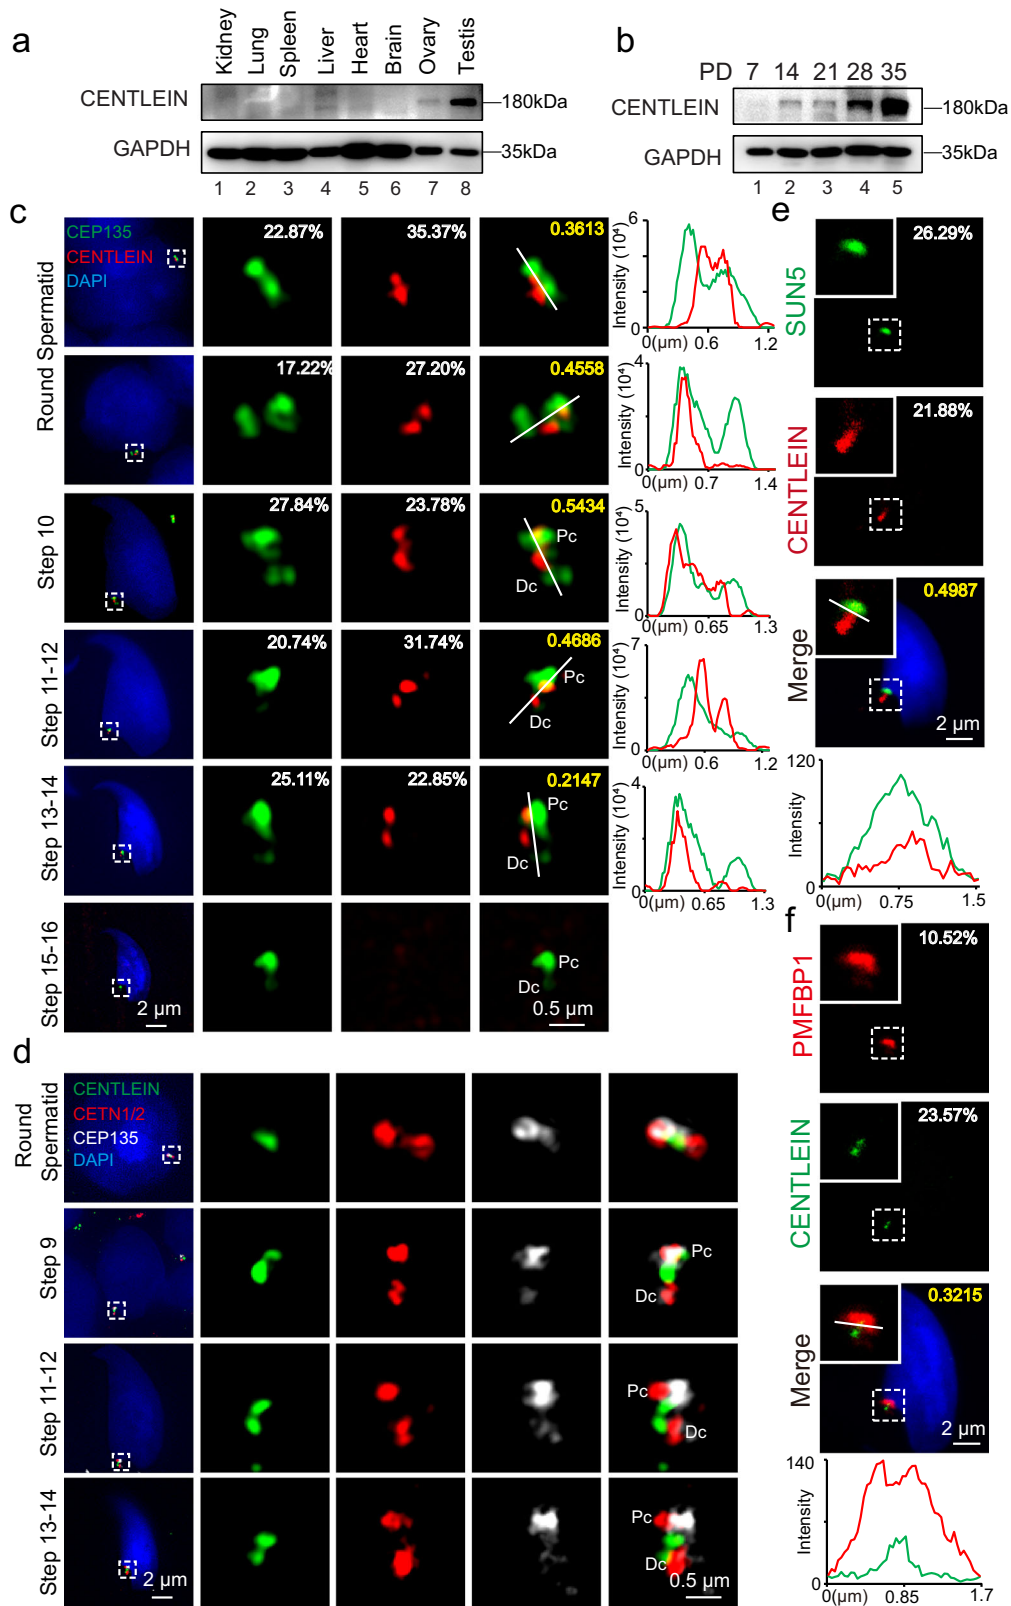 a
Kidney
Lung
Spleen
Liver
Heart
Brain
Ovary
Testis
CENTLEIN
180kDa
GAPDH
35kDa
1 2 3 4 5 6 7 8
b
PD 7 14 21 28 35
CENTLEIN
180kDa
GAPDH
35kDa
1 2 3 4 5
c
Round Spermatid
CEP135
CENTLEIN
DAPI
22.87%
35.37%
0.3613
Intensity (10⁴)
6
0
0(µm) 0.6 1.2
17.22%
27.20%
0.4558
Intensity (10⁴)
4
0
0(µm) 0.7 1.4
Step 10
27.84%
23.78%
0.5434
Pc
Dc
Intensity (10⁴)
5
0
0(µm) 0.65 1.3
Step 11-12
20.74%
31.74%
0.4686
Pc
Dc
Intensity (10⁴)
7
0
0(µm) 0.6 1.2
Step 13-14
25.11%
22.85%
0.2147
Pc
Dc
Intensity (10⁴)
4
0
0(µm) 0.65 1.3
Step 15-16
2 µm
Pc
Dc
0.5 µm
d
Round
Spermatid
CENTLEIN
CETN1/2
CEP135
DAPI
Step 9
Pc
Dc
Step 11-12
Pc
Dc
Step 13-14
2 µm
Pc
Dc
0.5 µm
e
SUN5
26.29%
CENTLEIN
21.88%
Merge
0.4987
2 µm
Intensity
120
0
0(µm) 0.75 1.5
f
PMFBP1
10.52%
CENTLEIN
23.57%
Merge
0.3215
2 µm
Intensity
140
0
0(µm) 0.85 1.7